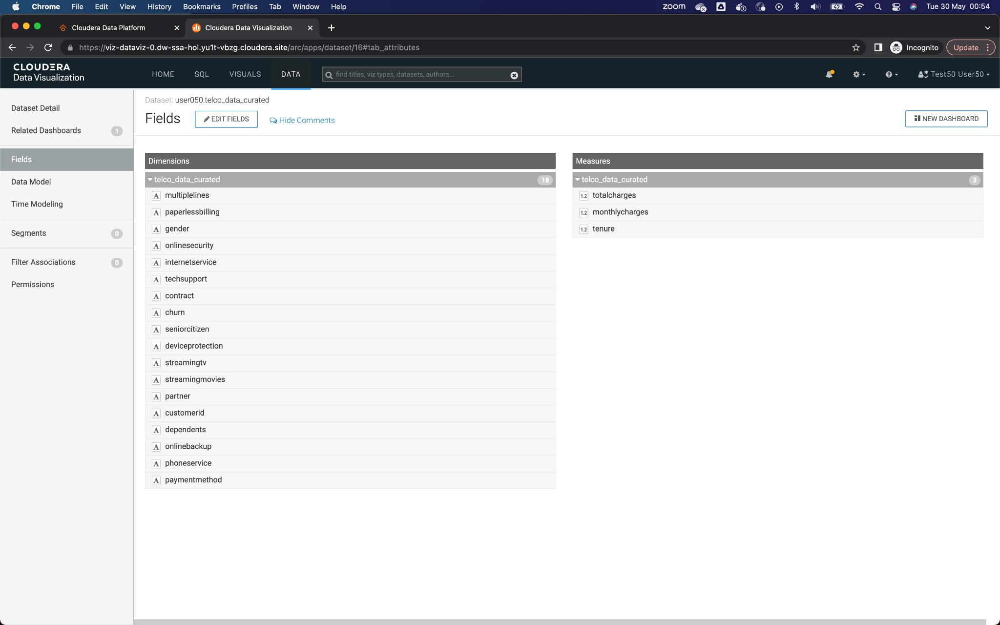 Chrome File Edit View History Bookmarks Profiles Tab Window Help zoom Tue 30 May 00:54
Cloudera Data Platform Cloudera Data Visualization
https://viz-dataviz-0.dw-ssa-hol.yu1t-vbzg.cloudera.site/arc/apps/dataset/16#tab_attributes Incognito Update
CLOUDERA
Data Visualization
HOME SQL VISUALS DATA find titles, viz types, datasets, authors... Test50 User50
Dataset Detail
Related Dashboards 1
Fields
Data Model
Time Modeling
Segments 0
Filter Associations 0
Permissions
Dataset: user050.telco_data_curated
Fields EDIT FIELDS Hide Comments NEW DASHBOARD
Dimensions
telco_data_curated 18
A multiplelines
A paperlessbilling
A gender
A onlinesecurity
A internetservice
A techsupport
A contract
A churn
A seniorcitizen
A deviceprotection
A streamingtv
A streamingmovies
A partner
A customerid
A dependents
A onlinebackup
A phoneservice
A paymentmethod
Measures
telco_data_curated 3
1.2 totalcharges
1.2 monthlycharges
1.2 tenure